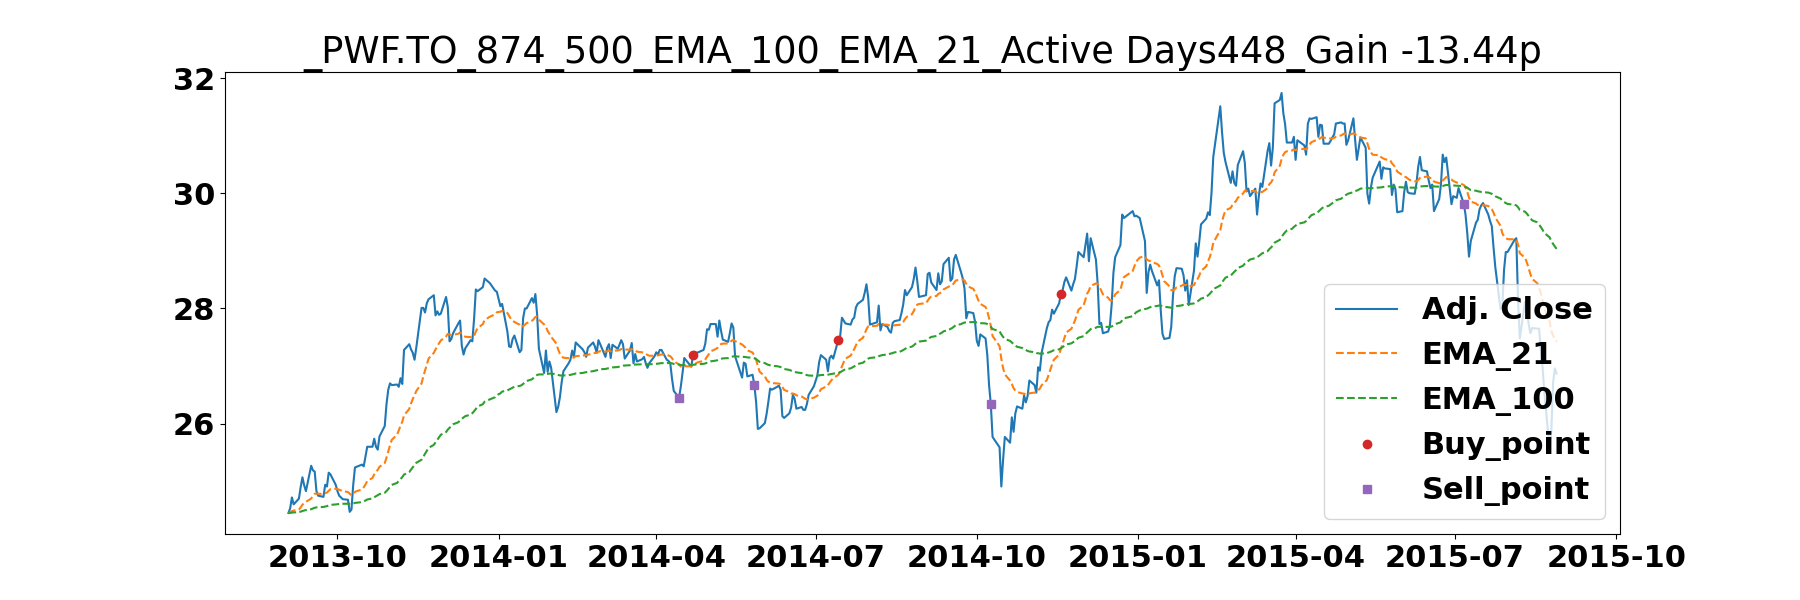 _PWF.TO_874_500_EMA_100_EMA_21_Active Days448_Gain -13.44p
32
30
28
26
2013-10 2014-01 2014-04 2014-07 2014-10 2015-01 2015-04 2015-07 2015-10
Adj. Close
EMA_21
EMA_100
Buy_point
Sell_point